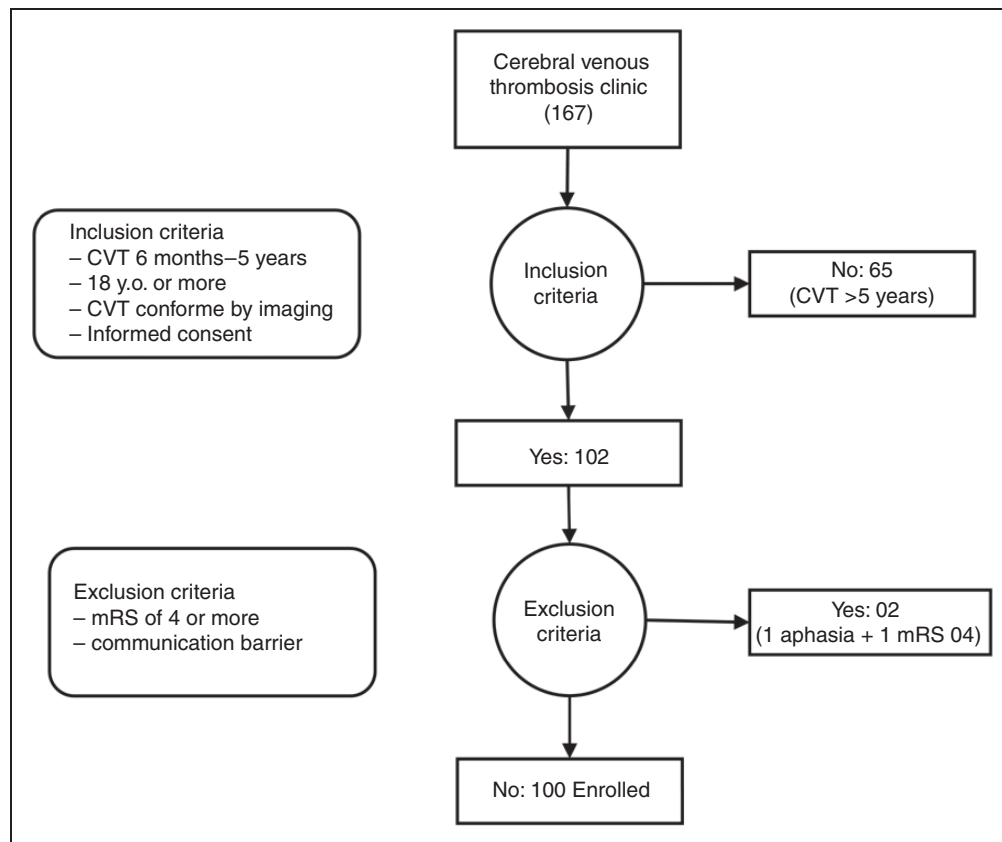 Cerebral venous
thrombosis clinic
(167)
Inclusion criteria
– CVT 6 months–5 years
– 18 y.o. or more
– CVT conforme by imaging
– Informed consent
Inclusion
criteria
No: 65
(CVT >5 years)
Yes: 102
Exclusion criteria
– mRS of 4 or more
– communication barrier
Exclusion
criteria
Yes: 02
(1 aphasia + 1 mRS 04)
No: 100 Enrolled